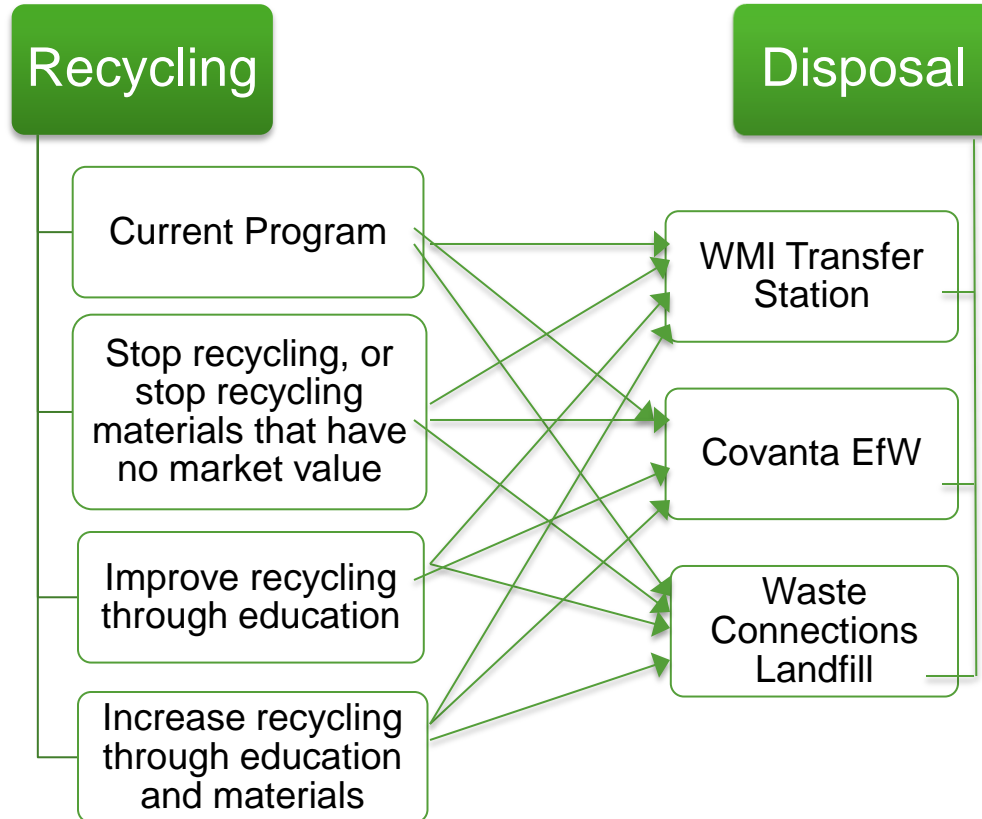 Recycling
Disposal
Current Program
Stop recycling, or
stop recycling
materials that have
no market value
Improve recycling
through education
Increase recycling
through education
and materials
WMI Transfer
Station
Covanta EfW
Waste
Connections
Landfill